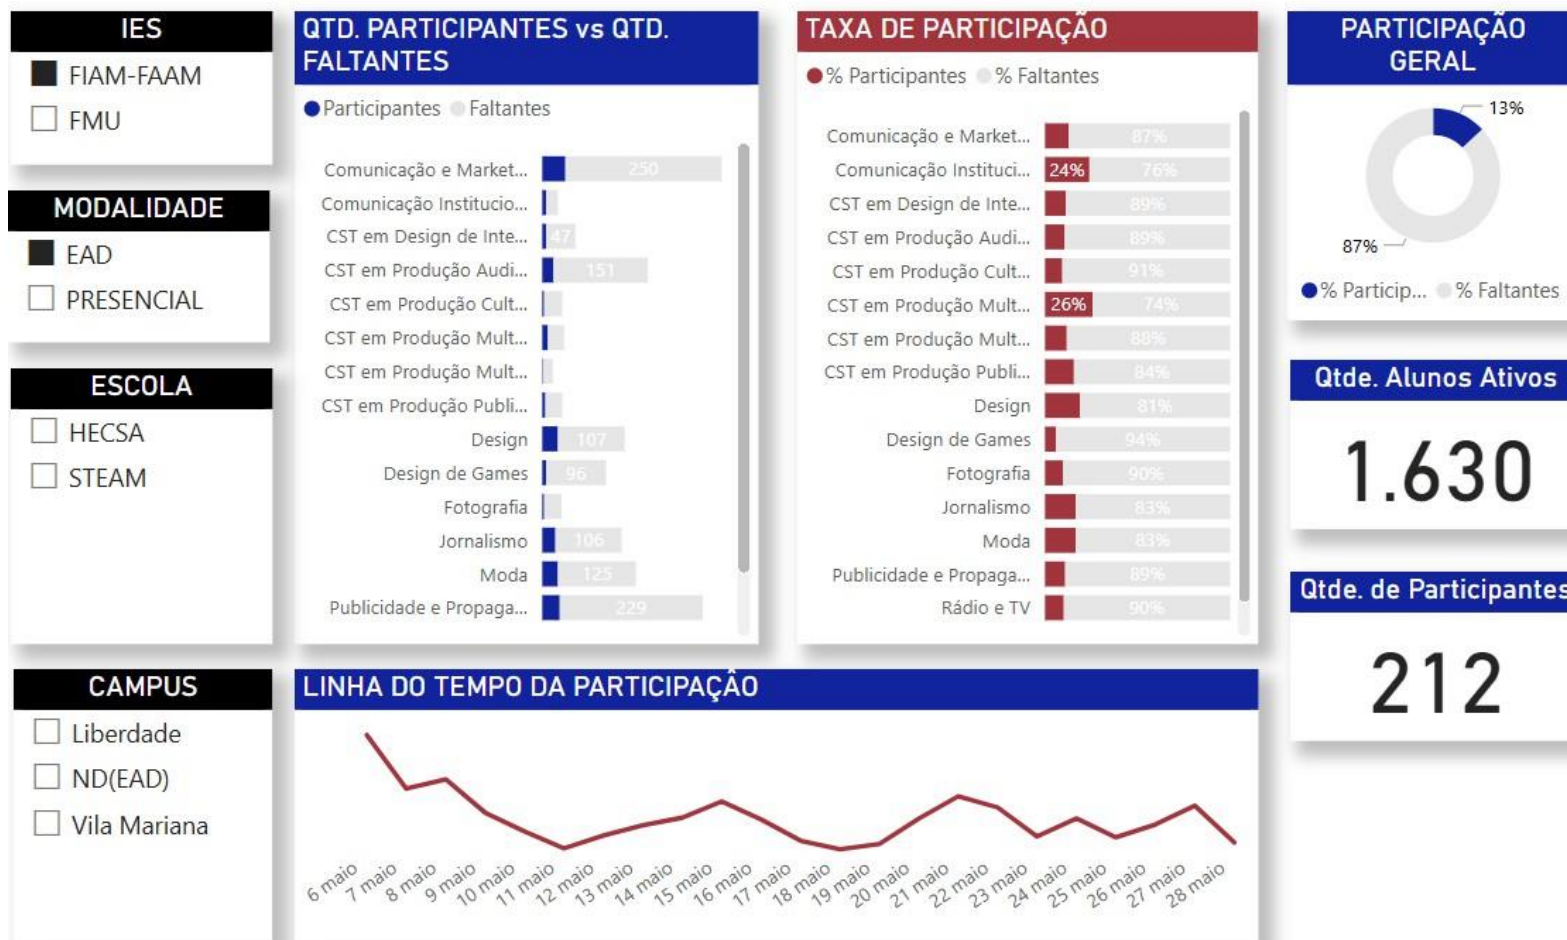 IES
FIAM-FAAM
FMU
MODALIDADE
EAD
PRESENCIAL
ESCOLA
HECSA
STEAM
CAMPUS
Liberdade
ND(EAD)
Vila Mariana
QTD. PARTICIPANTES vs QTD.
FALTANTES
Participantes Faltantes
Comunicação e Market... 250
Comunicação Institucio...
CST em Design de Inte... 47
CST em Produção Audi... 151
CST em Produção Cult...
CST em Produção Mult...
CST em Produção Mult...
CST em Produção Publi...
Design 107
Design de Games 96
Fotografia
Jornalismo 106
Moda 125
Publicidade e Propaga... 229
TAXA DE PARTICIPAÇÃO
% Participantes % Faltantes
Comunicação e Market... 87%
Comunicação Instituci... 24% 76%
CST em Design de Inte... 89%
CST em Produção Audi... 89%
CST em Produção Cult... 91%
CST em Produção Mult... 26% 74%
CST em Produção Mult... 88%
CST em Produção Publi... 84%
Design 81%
Design de Games 94%
Fotografia 90%
Jornalismo 83%
Moda 83%
Publicidade e Propaga... 89%
Rádio e TV 90%
PARTICIPAÇÃO
GERAL
13%
87%
% Particip... % Faltantes
Qtde. Alunos Ativos
1.630
Qtde. de Participantes
212
LINHA DO TEMPO DA PARTICIPAÇÃO
6 maio 7 maio 8 maio 9 maio 10 maio 11 maio 12 maio 13 maio 14 maio 15 maio 16 maio 17 maio 18 maio 19 maio 20 maio 21 maio 22 maio 23 maio 24 maio 25 maio 26 maio 27 maio 28 maio